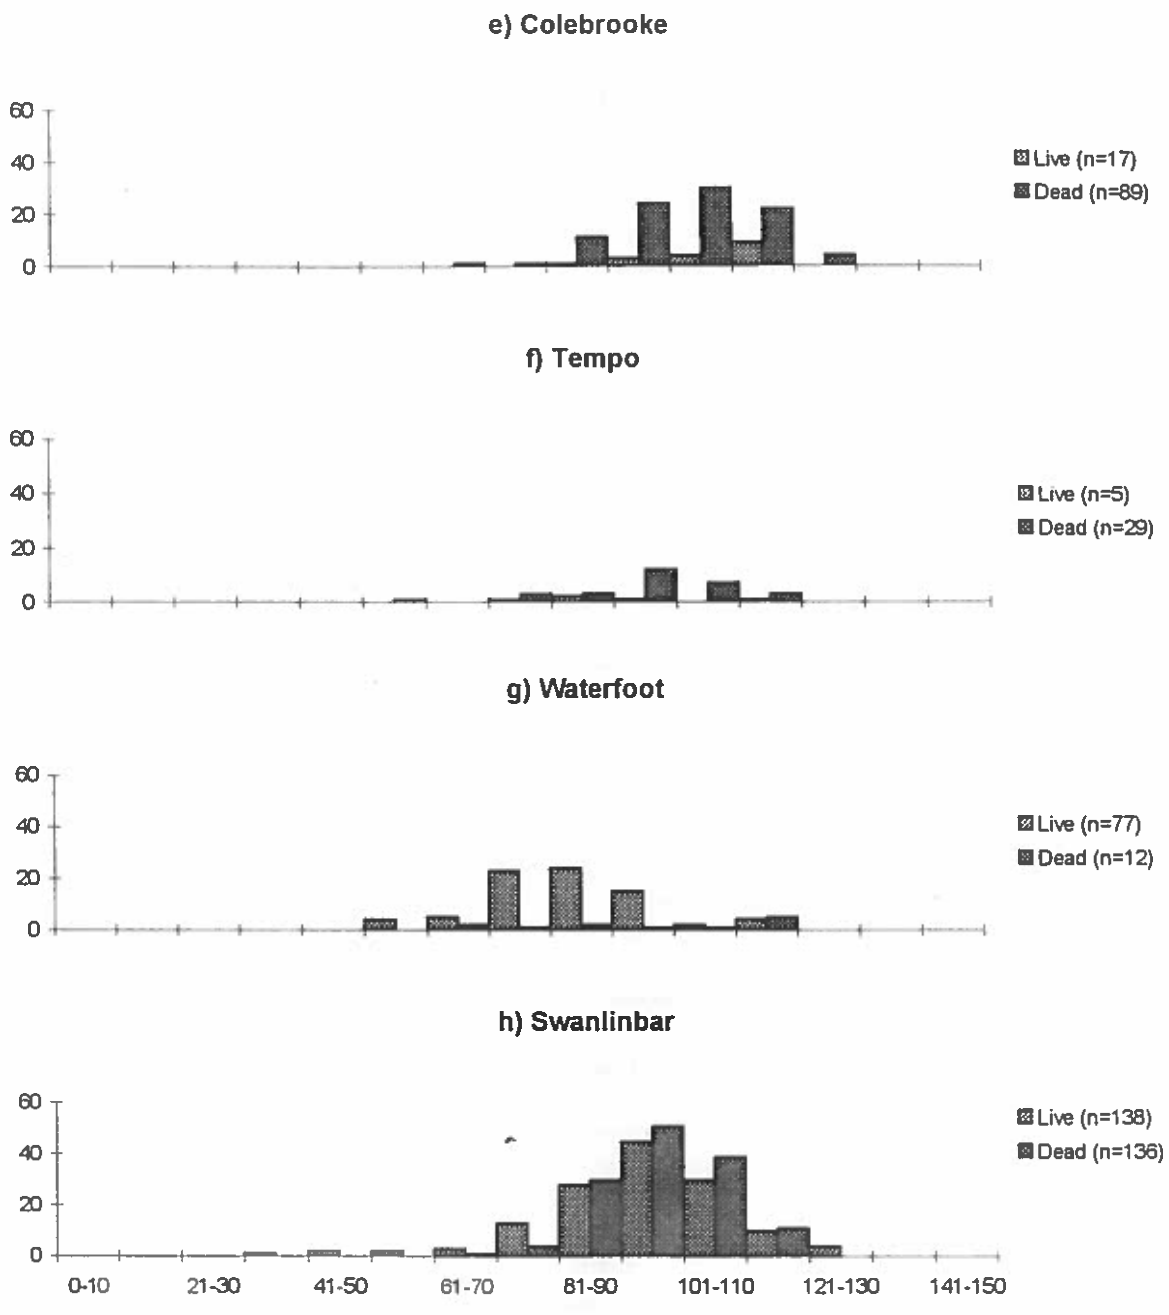 e) Colebrooke
60
40
20
0
Live (n=17)
Dead (n=89)
f) Tempo
60
40
20
0
Live (n=5)
Dead (n=29)
g) Waterfoot
60
40
20
0
Live (n=77)
Dead (n=12)
h) Swanlinbar
60
40
20
0
Live (n=138)
Dead (n=136)
0-10 21-30 41-50 61-70 81-90 101-110 121-130 141-150